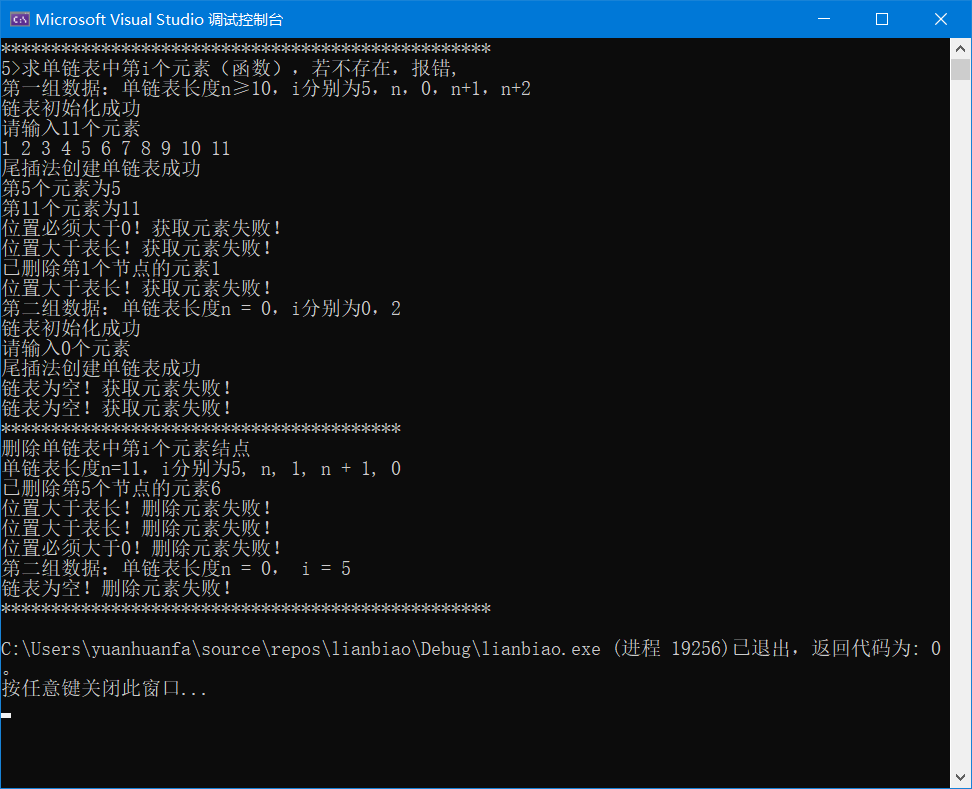 Microsoft Visual Studio 调试控制台
*************************************************
5>求单链表中第i个元素（函数），若不存在，报错,
第一组数据：单链表长度n≥10，i分别为5，n，0，n+1，n+2
链表初始化成功
请输入11个元素
1 2 3 4 5 6 7 8 9 10 11
尾插法创建单链表成功
第5个元素为5
第11个元素为11
位置必须大于0！获取元素失败！
位置大于表长！获取元素失败！
已删除第1个节点的元素1
位置大于表长！获取元素失败！
第二组数据：单链表长度n = 0，i分别为0，2
链表初始化成功
请输入0个元素
尾插法创建单链表成功
链表为空！获取元素失败！
链表为空！获取元素失败！
****************************************
删除单链表中第i个元素结点
单链表长度n=11，i分别为5, n, 1, n + 1, 0
已删除第5个节点的元素6
位置大于表长！删除元素失败！
位置大于表长！删除元素失败！
位置必须大于0！删除元素失败！
第二组数据：单链表长度n = 0， i = 5
链表为空！删除元素失败！
*************************************************
C:\Users\yuanhuanfa\source\repos\lianbiao\Debug\lianbiao.exe (进程 19256)已退出，返回代码为: 0
。
按任意键关闭此窗口...